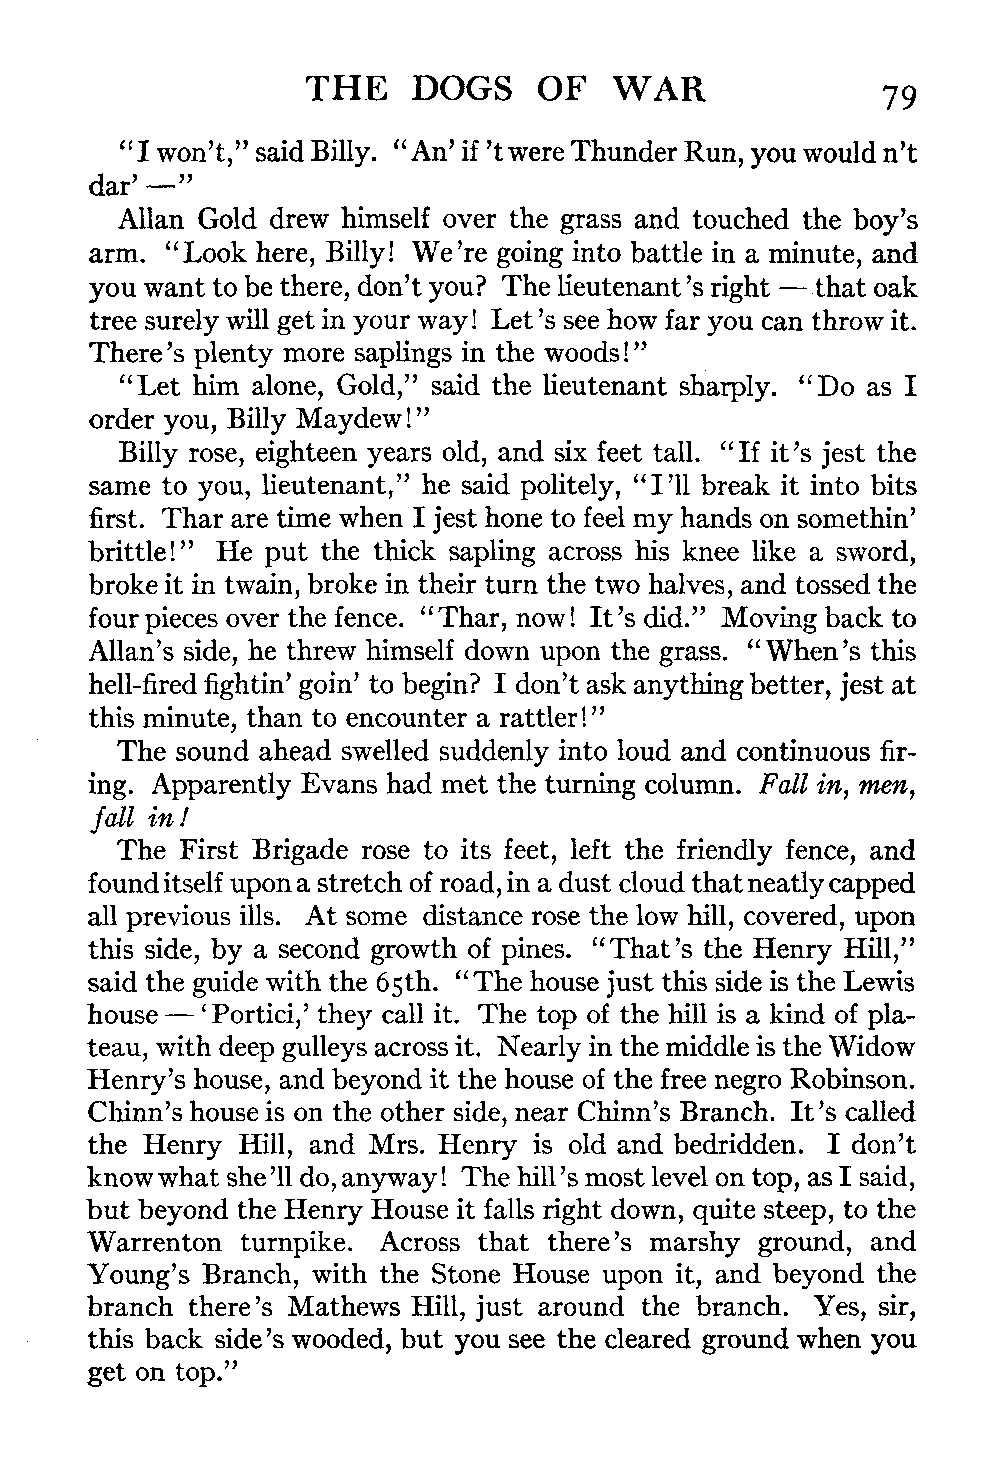 THE DOGS OF WAR 79
"I won't," said Billy. "An' if 't were Thunder Run, you would n't
dar' —"
Allan Gold drew himself over the grass and touched the boy's
arm. "Look here, Billy! We're going into battle in a minute, and
you want to be there, don't you? The lieutenant's right — that oak
tree surely will get in your way! Let's see how far you can throw it.
There's plenty more saplings in the woods!"
"Let him alone, Gold," said the lieutenant sharply. "Do as I
order you, Billy Maydew!"
Billy rose, eighteen years old, and six feet tall. "If it's jest the
same to you, lieutenant," he said politely, "I'll break it into bits
first. Thar are time when I jest hone to feel my hands on somethin'
brittle!" He put the thick sapling across his knee like a sword,
broke it in twain, broke in their turn the two halves, and tossed the
four pieces over the fence. "Thar, now! It's did." Moving back to
Allan's side, he threw himself down upon the grass. "When's this
hell-fired fightin' goin' to begin? I don't ask anything better, jest at
this minute, than to encounter a rattler!"
The sound ahead swelled suddenly into loud and continuous fir-
ing. Apparently Evans had met the turning column. Fall in, men,
fall in!
The First Brigade rose to its feet, left the friendly fence, and
found itself upon a stretch of road, in a dust cloud that neatly capped
all previous ills. At some distance rose the low hill, covered, upon
this side, by a second growth of pines. "That's the Henry Hill,"
said the guide with the 65th. "The house just this side is the Lewis
house — 'Portici,' they call it. The top of the hill is a kind of pla-
teau, with deep gulleys across it. Nearly in the middle is the Widow
Henry's house, and beyond it the house of the free negro Robinson.
Chinn's house is on the other side, near Chinn's Branch. It's called
the Henry Hill, and Mrs. Henry is old and bedridden. I don't
know what she'll do, anyway! The hill's most level on top, as I said,
but beyond the Henry House it falls right down, quite steep, to the
Warrenton turnpike. Across that there's marshy ground, and
Young's Branch, with the Stone House upon it, and beyond the
branch there's Mathews Hill, just around the branch. Yes, sir,
this back side's wooded, but you see the cleared ground when you
get on top."